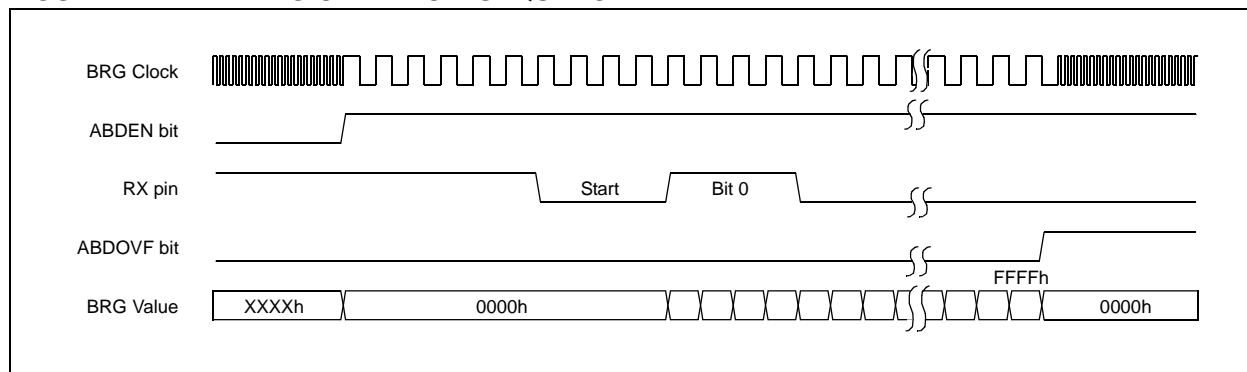 BRG Clock
ABDEN bit
RX pin
Start
Bit 0
ABDOVF bit
FFFFh
BRG Value
XXXXh
0000h
0000h